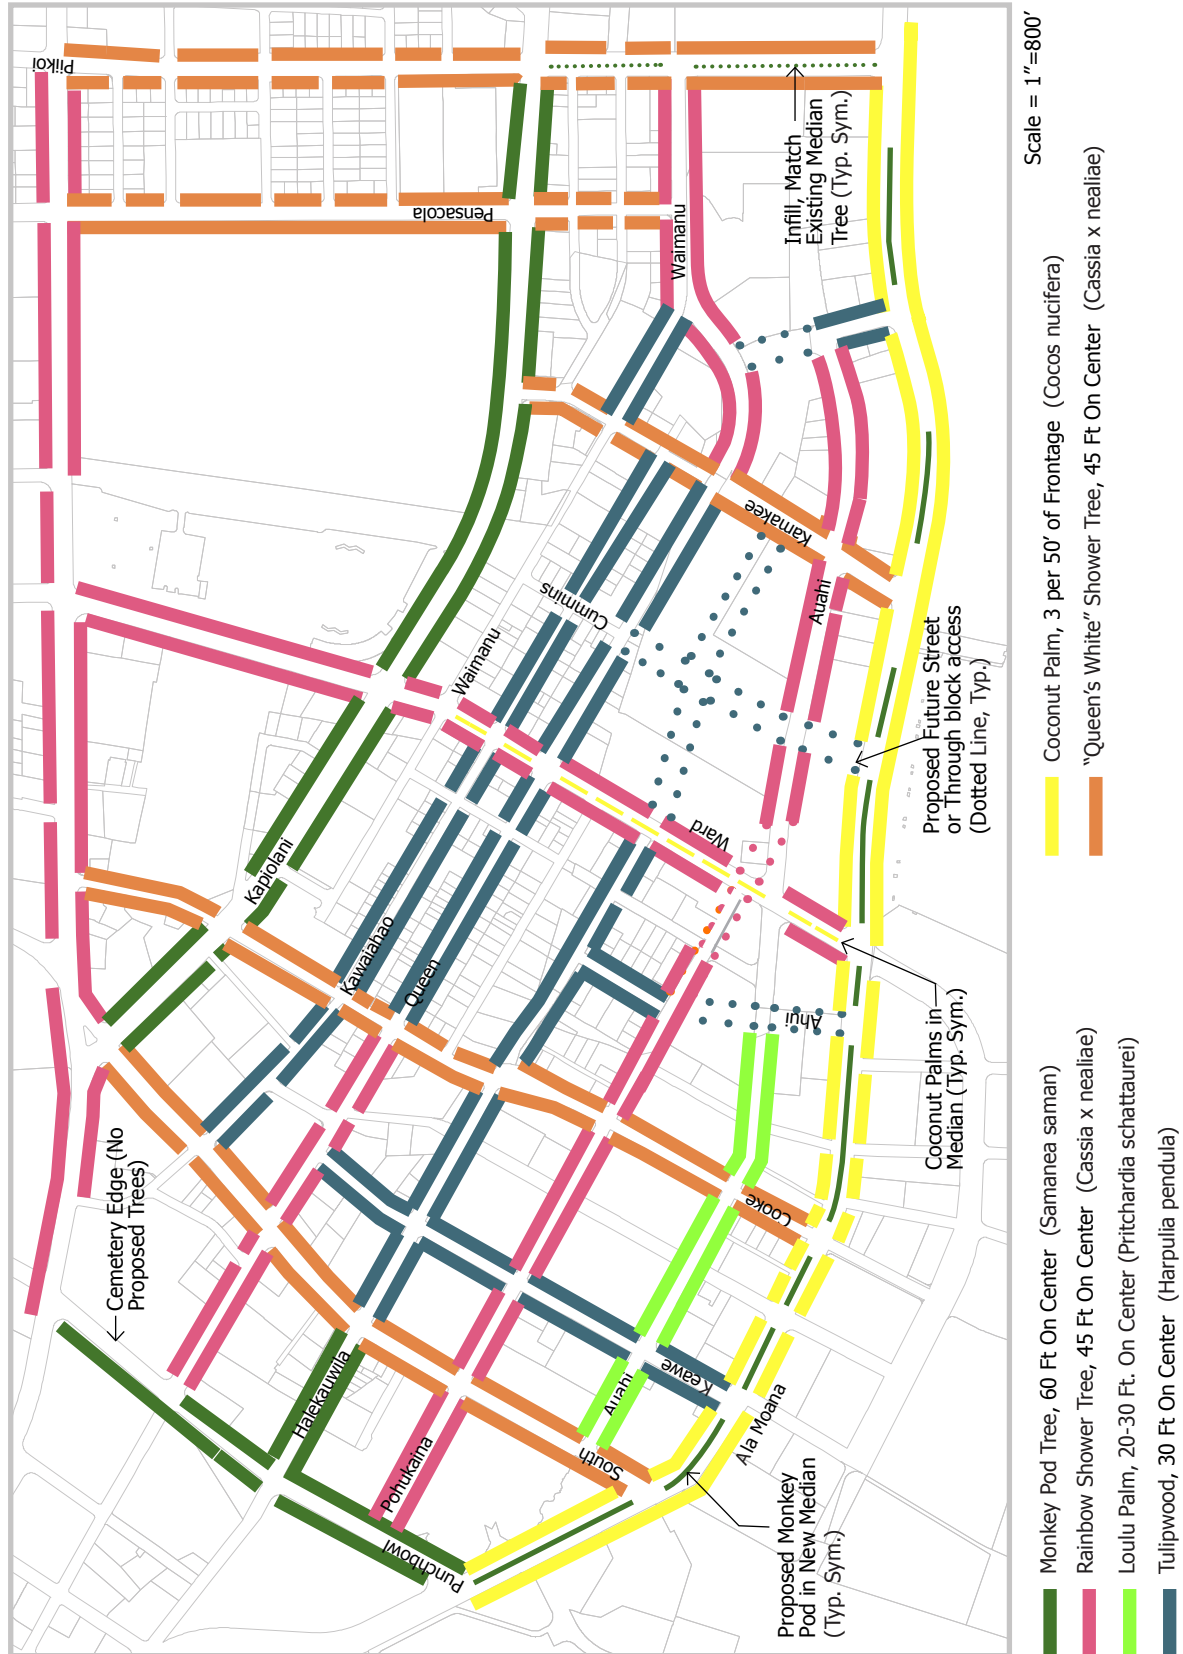 Piikoi
Pensacola
Waimanu
Infill, Match
Existing Median
Tree (Typ. Sym.)
Kamakee
Auahi
Cummins
Waimanu
Proposed Future Street
or Through block access
(Dotted Line, Typ.)
Ward
Kapiolani
Kawaiahao
Queen
Ahui
Coconut Palms in
Median (Typ. Sym.)
Cooke
Cemetery Edge (No
Proposed Trees)
Halekauwila
Keawe
Auahi
South
Pohukaina
Ala Moana
Punchbowl
Proposed Monkey
Pod in New Median
(Typ. Sym.)
Scale = 1"=800'
Monkey Pod Tree, 60 Ft On Center (Samanea saman)
Rainbow Shower Tree, 45 Ft On Center (Cassia x nealiae)
Loulu Palm, 20-30 Ft. On Center (Pritchardia schattaurei)
Tulipwood, 30 Ft On Center (Harpulia pendula)
Coconut Palm, 3 per 50' of Frontage (Cocos nucifera)
"Queen's White" Shower Tree, 45 Ft On Center (Cassia x nealiae)